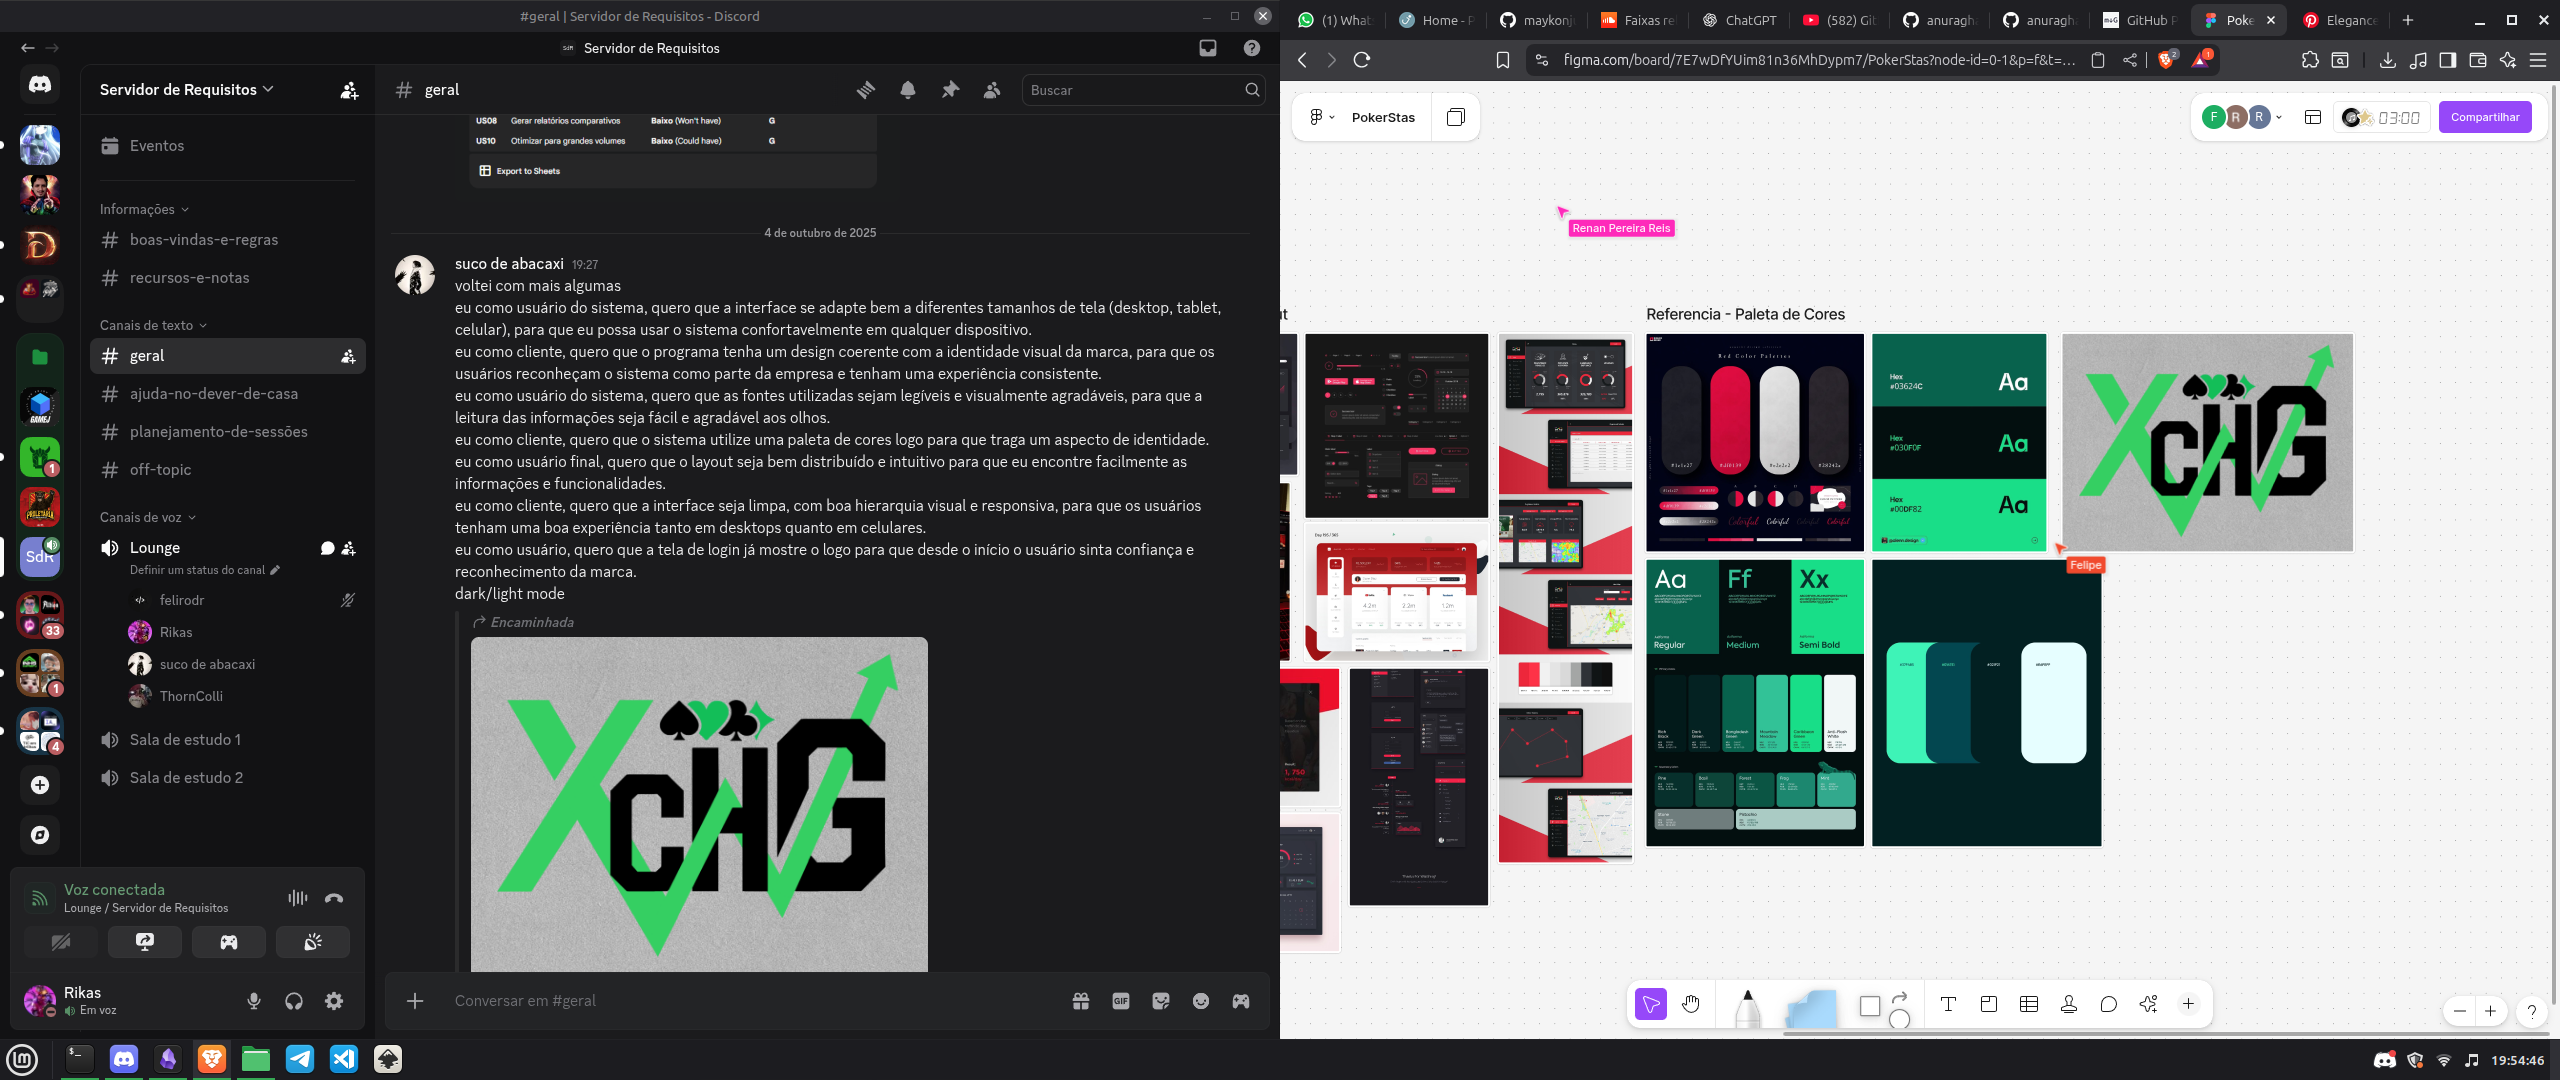 #geral | Servidor de Requisitos - Discord
SdR Servidor de Requisitos
Servidor de Requisitos
Eventos
Informações
boas-vindas-e-regras
recursos-e-notas
Canais de texto
geral
ajuda-no-dever-de-casa
planejamento-de-sessões
off-topic
Canais de voz
Lounge
Definir um status do canal
felirodr
Rikas
suco de abacaxi
ThornColli
Sala de estudo 1
Sala de estudo 2
1
SdR
33
1
4
Voz conectada
Lounge / Servidor de Requisitos
Rikas
Em voz
geral
Buscar
US08 Gerar relatórios comparativos Baixo (Won't have) G
US10 Otimizar para grandes volumes Baixo (Could have) G
Export to Sheets
4 de outubro de 2025
suco de abacaxi 19:27
voltei com mais algumas
eu como usuário do sistema, quero que a interface se adapte bem a diferentes tamanhos de tela (desktop, tablet,
celular), para que eu possa usar o sistema confortavelmente em qualquer dispositivo.
eu como cliente, quero que o programa tenha um design coerente com a identidade visual da marca, para que os
usuários reconheçam o sistema como parte da empresa e tenham uma experiência consistente.
eu como usuário do sistema, quero que as fontes utilizadas sejam legíveis e visualmente agradáveis, para que a
leitura das informações seja fácil e agradável aos olhos.
eu como cliente, quero que o sistema utilize uma paleta de cores logo para que traga um aspecto de identidade.
eu como usuário final, quero que o layout seja bem distribuído e intuitivo para que eu encontre facilmente as
informações e funcionalidades.
eu como cliente, quero que a interface seja limpa, com boa hierarquia visual e responsiva, para que os usuários
tenham uma boa experiência tanto em desktops quanto em celulares.
eu como usuário, quero que a tela de login já mostre o logo para que desde o início o usuário sinta confiança e
reconhecimento da marca.
dark/light mode
Encaminhada
XCHG
Conversar em #geral
GIF
(1) What
Home - P
maykonj
Faixas re
ChatGPT
(582) Git
anuragh
anuragh
GitHub P
Poke
Elegance
figma.com/board/7E7wDfYUim81n36MhDypm7/PokerStas?node-id=0-1&p=f&t=...
2
1
PokerStas
F R R
03:00
Compartilhar
Renan Pereira Reis
Referencia - Paleta de Cores
Red Color Palettes
Hex
#03624C
Aa
Hex
#030F0F
Aa
Hex
#00DF82
Aa
XCHG
Felipe
Aa Ff Xx
Regular Medium Semi Bold
4.2m 2.2m 1.2m
1, 750
19:54:46